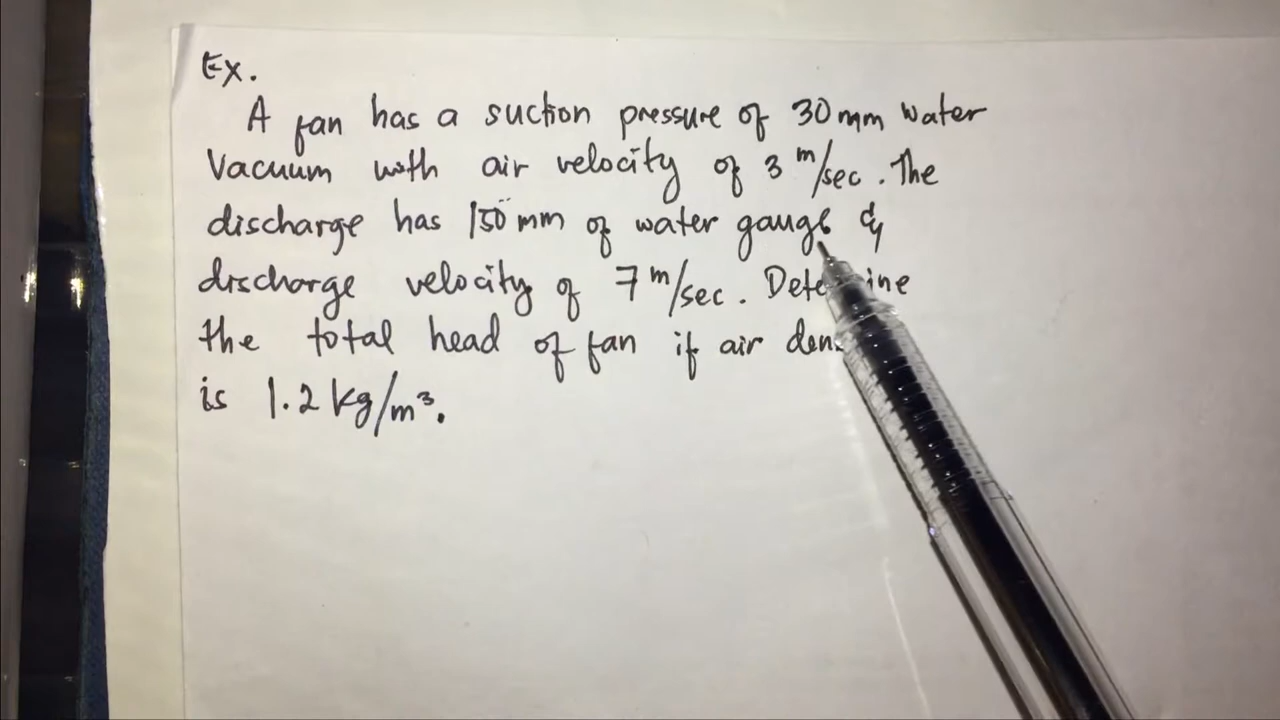 Ex.
A fan has a suction pressure of 30 mm water
Vacuum with air velocity of 3 m/sec. The
discharge has 150 mm of water gauge &
discharge velocity of 7 m/sec. Determine
the total head of fan if air
is 1.2 kg/m³.